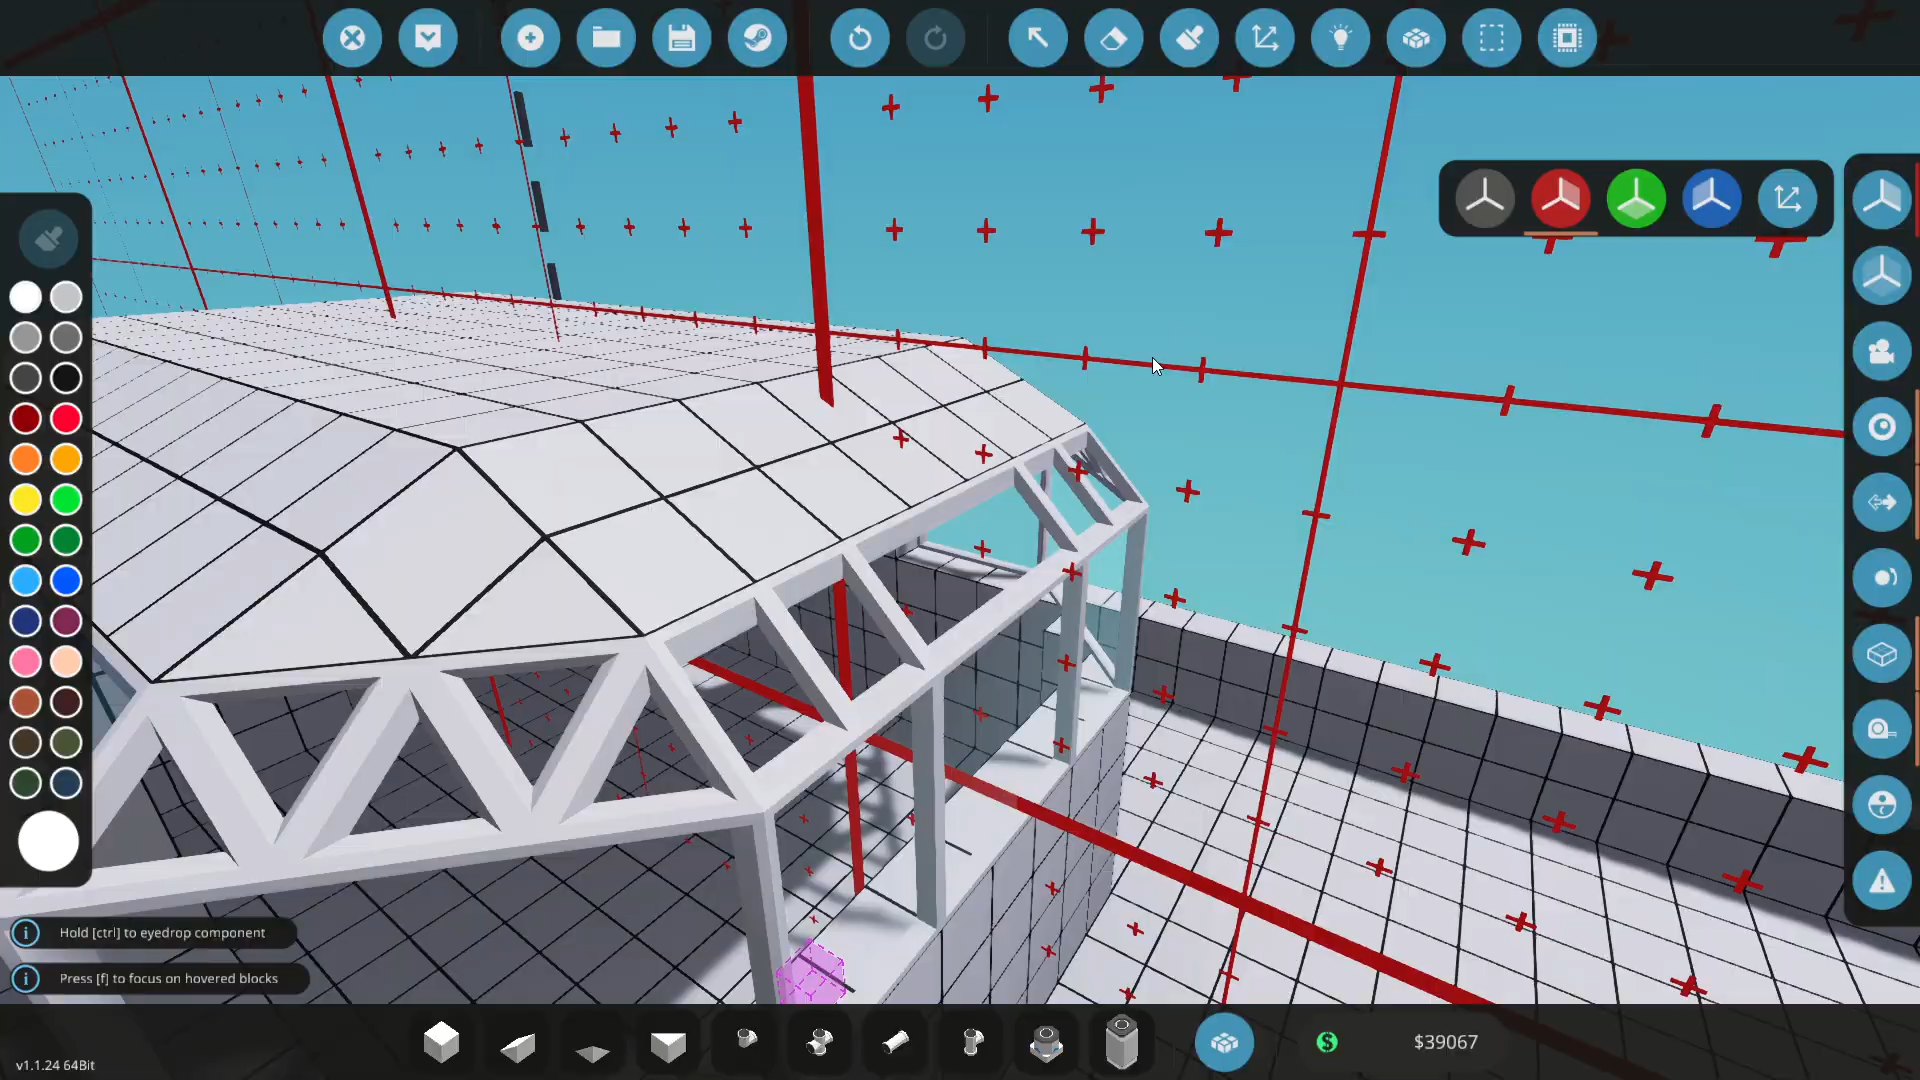 Hold [ctrl] to eyedrop component
Press [f] to focus on hovered blocks
$ $39067
v1.1.24 64Bit